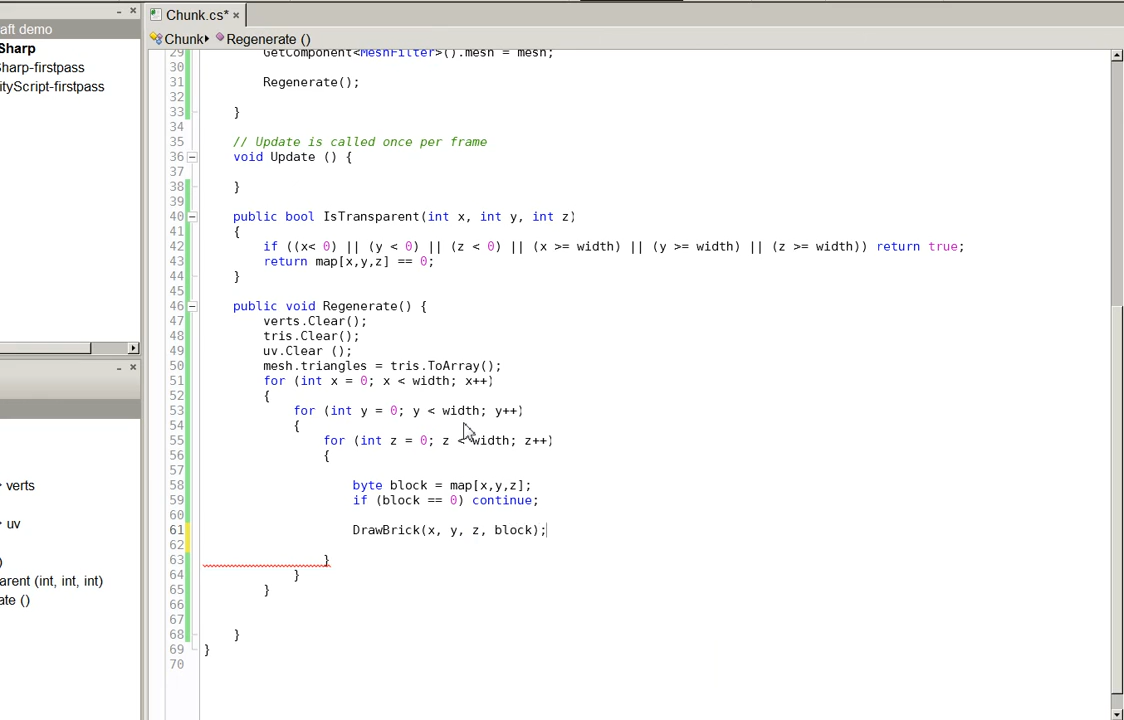 Chunk.cs*
aft demo
Chunk Regenerate ()
Sharp
harp-firstpass
ityScript-firstpass
verts
uv
)
arent (int, int, int)
ate ()
29 GetComponent<MeshFilter>().mesh = mesh;
30
31 Regenerate();
32
33 }
34
35 // Update is called once per frame
36 void Update () {
37
38 }
39
40 public bool IsTransparent(int x, int y, int z)
41 {
42 if ((x< 0) || (y < 0) || (z < 0) || (x >= width) || (y >= width) || (z >= width)) return true;
43 return map[x,y,z] == 0;
44 }
45
46 public void Regenerate() {
47 verts.Clear();
48 tris.Clear();
49 uv.Clear ();
50 mesh.triangles = tris.ToArray();
51 for (int x = 0; x < width; x++)
52 {
53 for (int y = 0; y < width; y++)
54 {
55 for (int z = 0; z < width; z++)
56 {
57
58 byte block = map[x,y,z];
59 if (block == 0) continue;
60
61 DrawBrick(x, y, z, block);
62
63 }
64 }
65 }
66
67
68 }
69 }
70